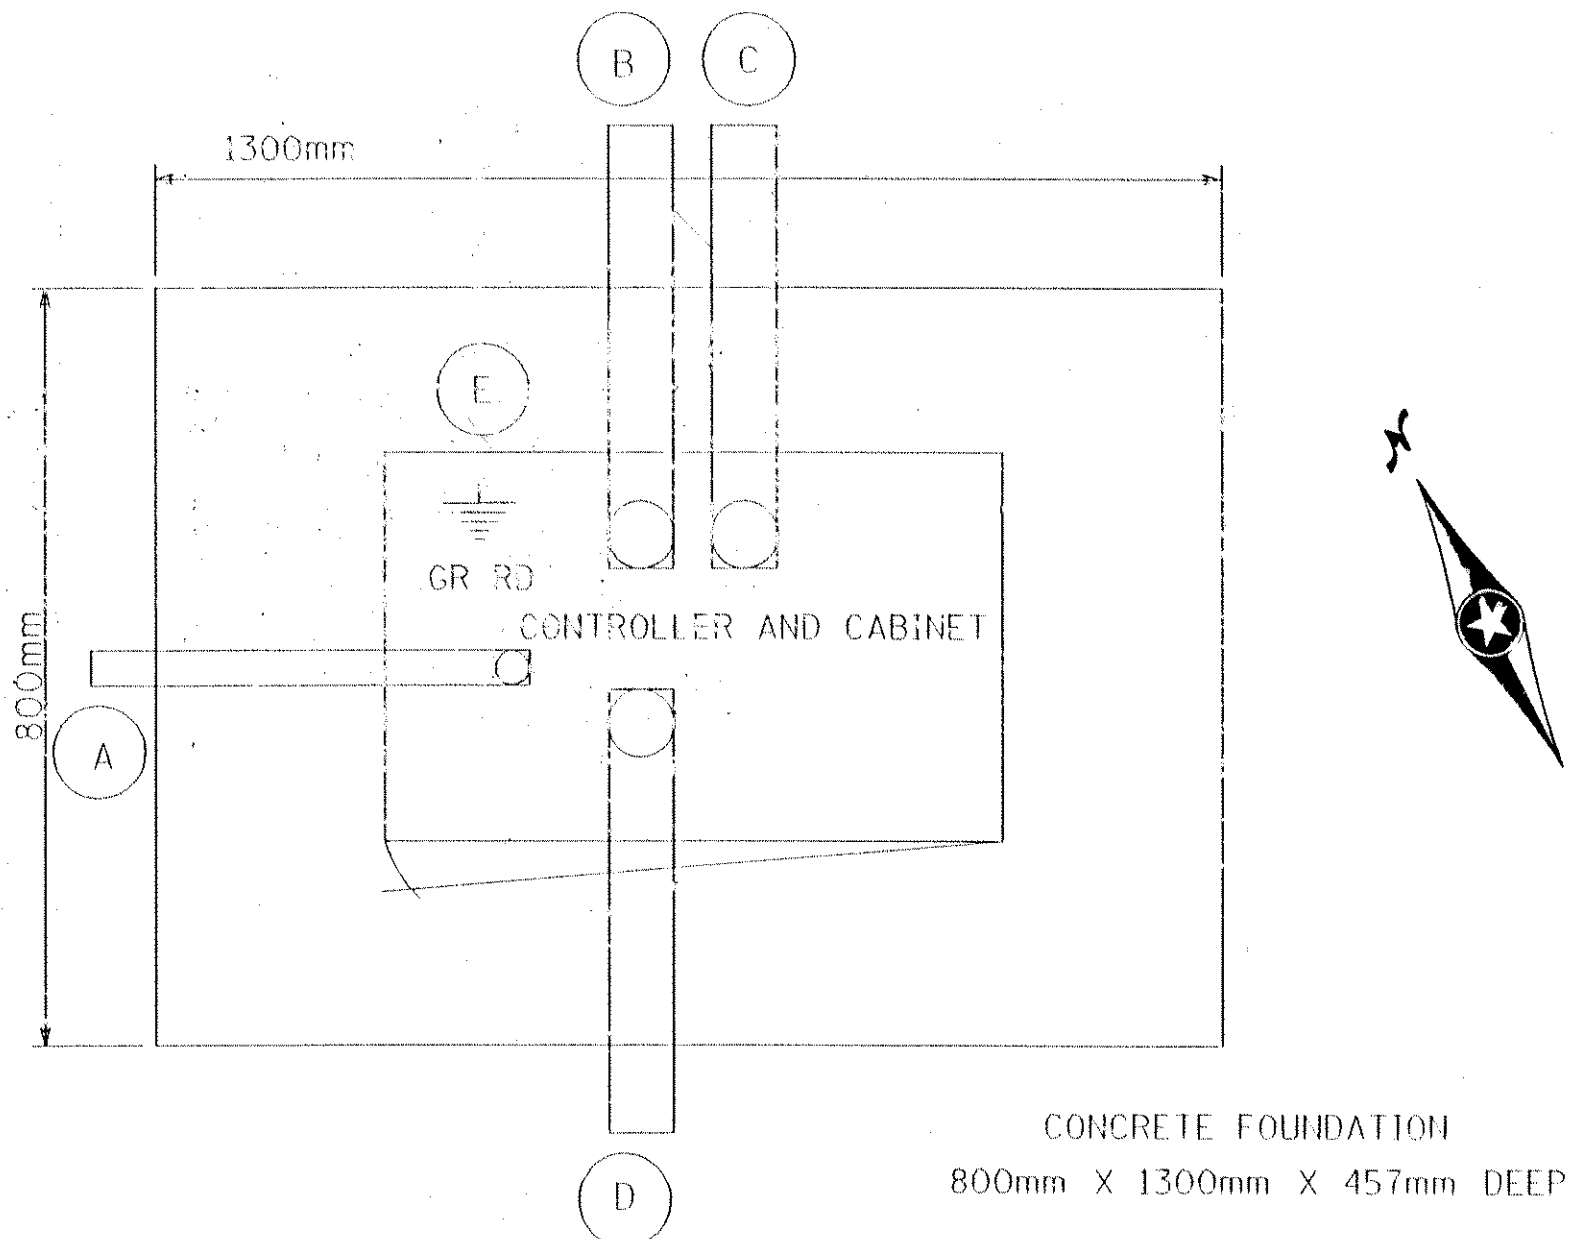 B
C
1300mm
E
GR RD
CONTROLLER AND CABINET
800mm
A
N
D
CONCRETE FOUNDATION
800mm X 1300mm X 457mm DEEP